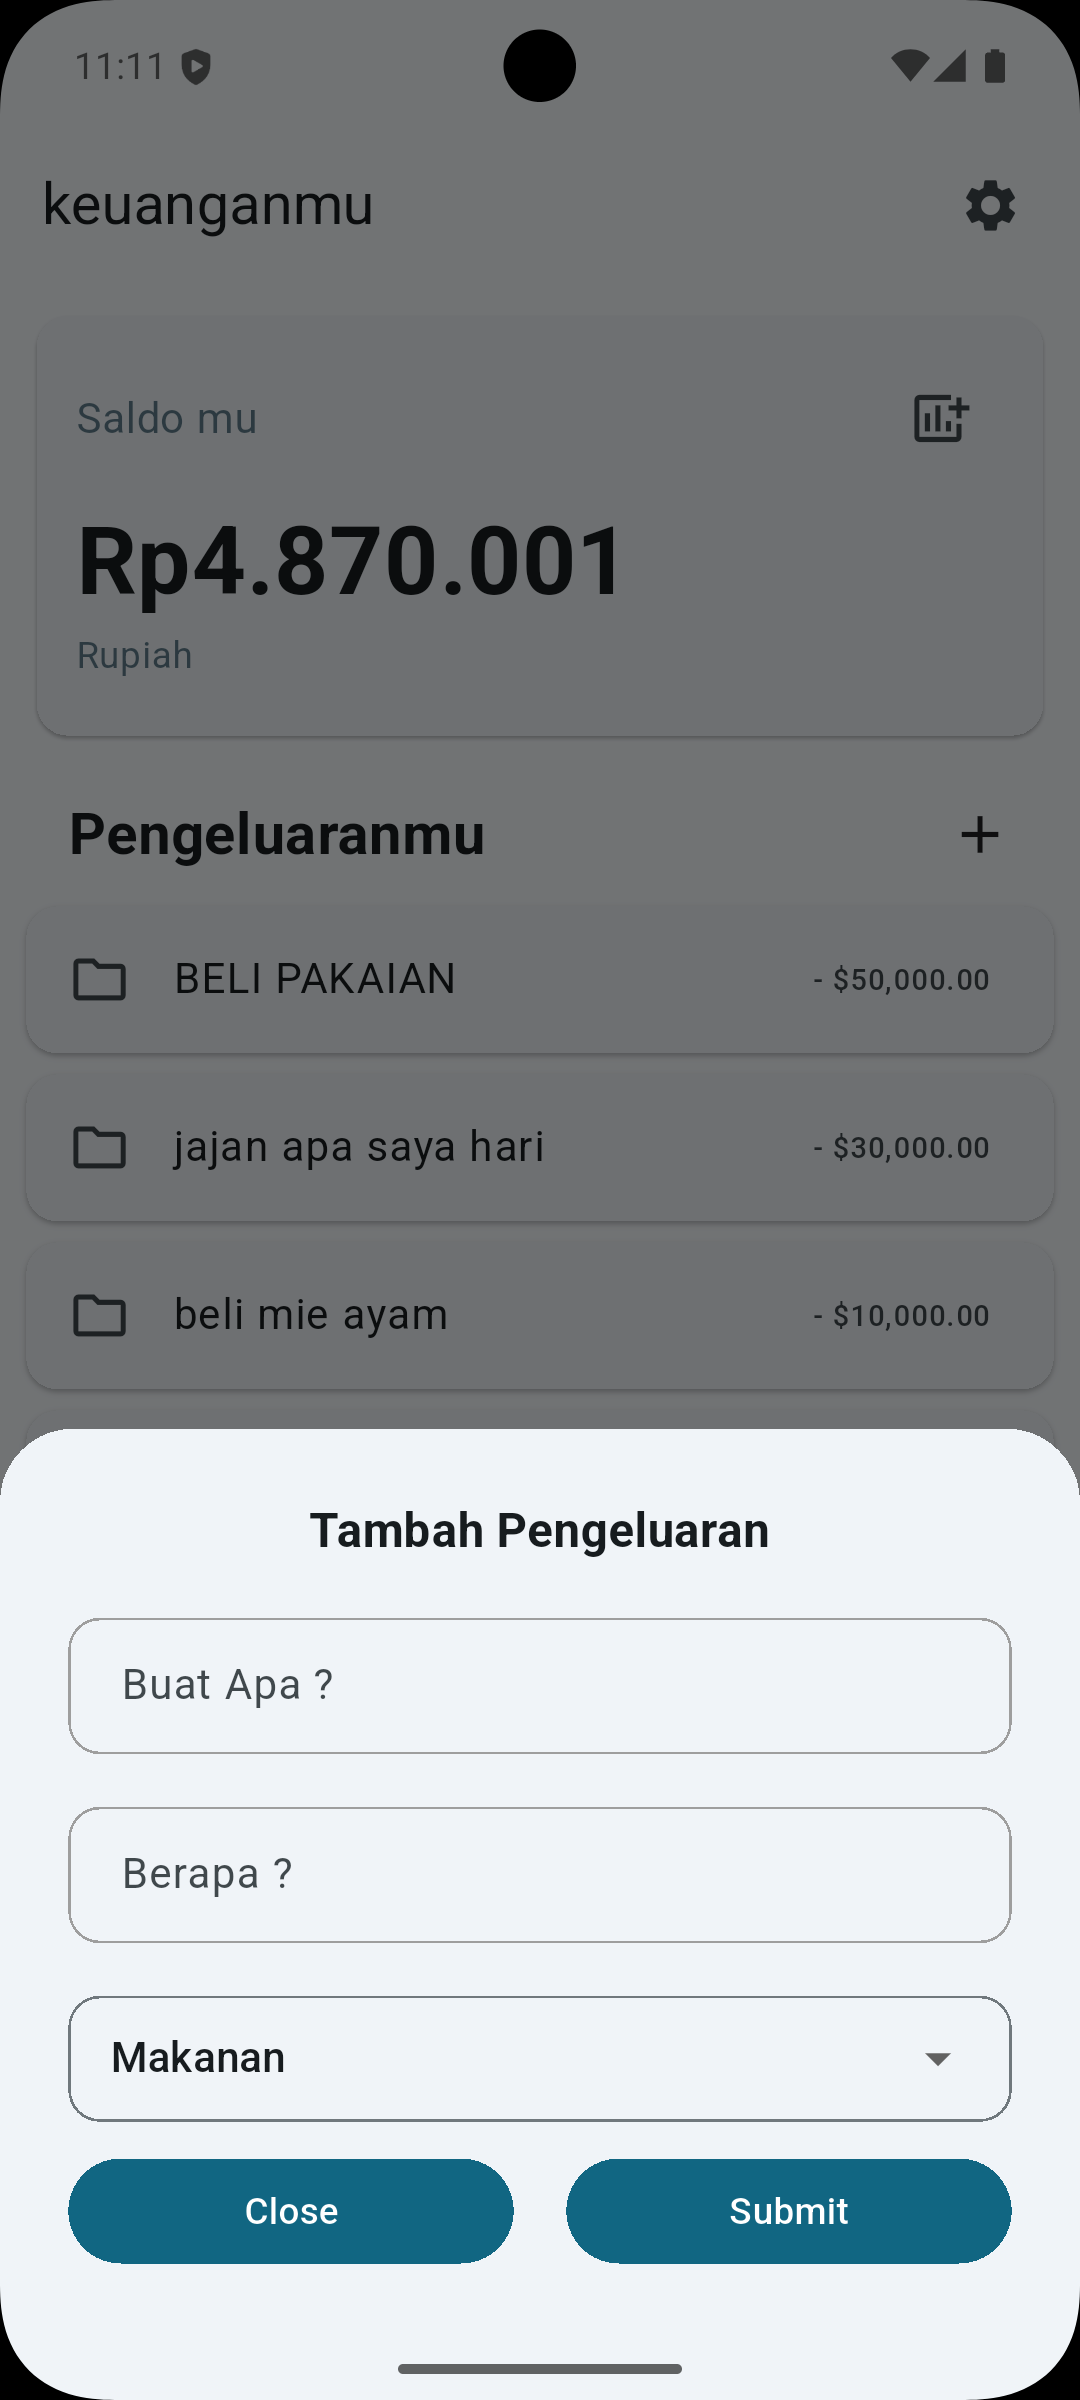 11:11
keuanganmu
Saldo mu
Rp4.870.001
Rupiah
Pengeluaranmu
BELI PAKAIAN - $50,000.00
jajan apa saya hari - $30,000.00
beli mie ayam - $10,000.00
Tambah Pengeluaran
Buat Apa ?
Berapa ?
Makanan
Close Submit